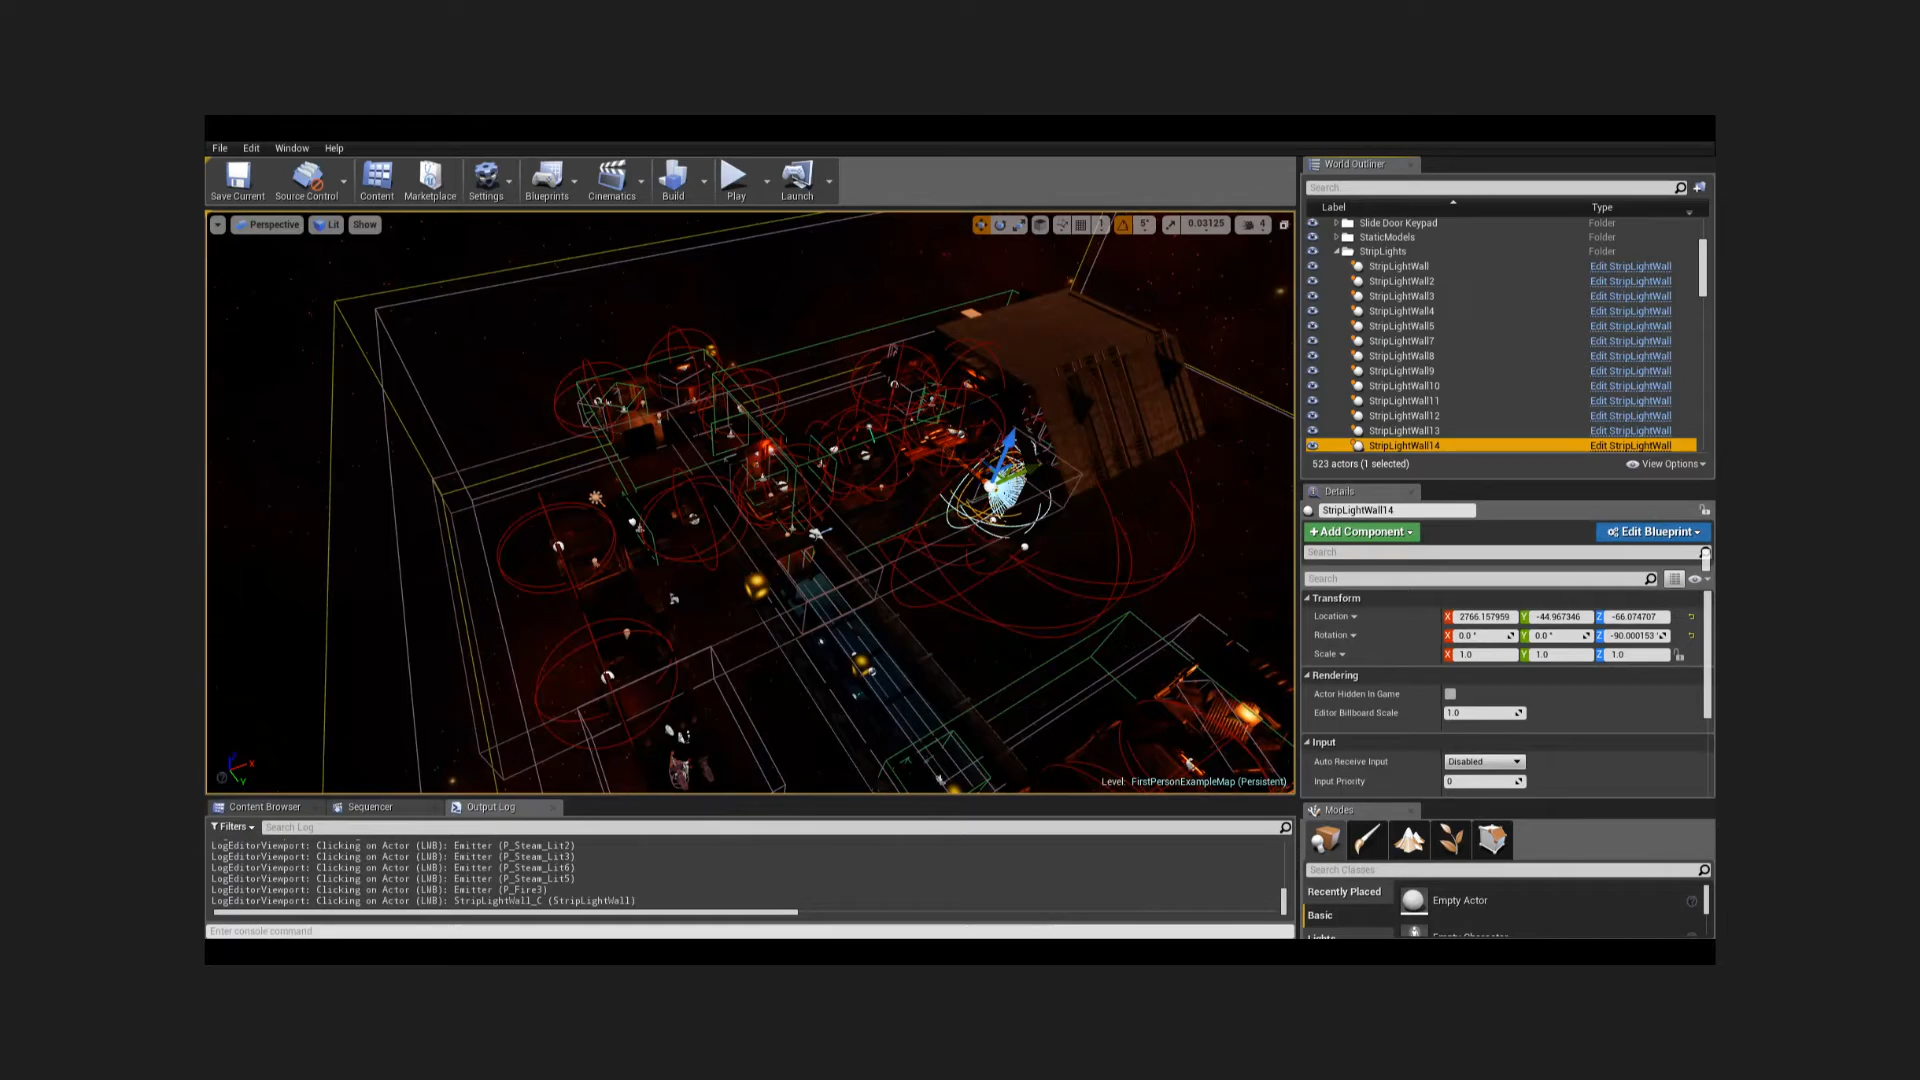 File Edit Window Help
Save Current Source Control Content Marketplace Settings Blueprints Cinematics Build Play Launch
Perspective Lit Show 5° 0.03125 4
Level: FirstPersonExampleMap (Persistent)
World Outliner
Search...
Label Type
Slide Door Keypad Folder
StaticModels Folder
StripLights Folder
StripLightWall Edit StripLightWall
StripLightWall2 Edit StripLightWall
StripLightWall3 Edit StripLightWall
StripLightWall4 Edit StripLightWall
StripLightWall5 Edit StripLightWall
StripLightWall7 Edit StripLightWall
StripLightWall8 Edit StripLightWall
StripLightWall9 Edit StripLightWall
StripLightWall10 Edit StripLightWall
StripLightWall11 Edit StripLightWall
StripLightWall12 Edit StripLightWall
StripLightWall13 Edit StripLightWall
StripLightWall14 Edit StripLightWall
523 actors (1 selected) View Options
Details
StripLightWall14
+Add Component Edit Blueprint
Search
Search
Transform
Location X 2766.157959 Y -44.967346 Z -66.074707
Rotation X 0.0° Y 0.0° Z -90.000153
Scale X 1.0 Y 1.0 Z 1.0
Rendering
Actor Hidden In Game
Editor Billboard Scale 1.0
Input
Auto Receive Input Disabled
Input Priority 0
Content Browser Sequencer Output Log
Filters Search Log
LogEditorViewport: Clicking on Actor (LMB): Emitter (P_Steam_Lit2)
LogEditorViewport: Clicking on Actor (LMB): Emitter (P_Steam_Lit3)
LogEditorViewport: Clicking on Actor (LMB): Emitter (P_Steam_Lit6)
LogEditorViewport: Clicking on Actor (LMB): Emitter (P_Steam_Lit5)
LogEditorViewport: Clicking on Actor (LMB): Emitter (P_Fire3)
LogEditorViewport: Clicking on Actor (LMB): StripLightWall_C (StripLightWall)
Enter console command
Modes
Search Classes
Recently Placed
Basic
Lights
Empty Actor
Empty Character